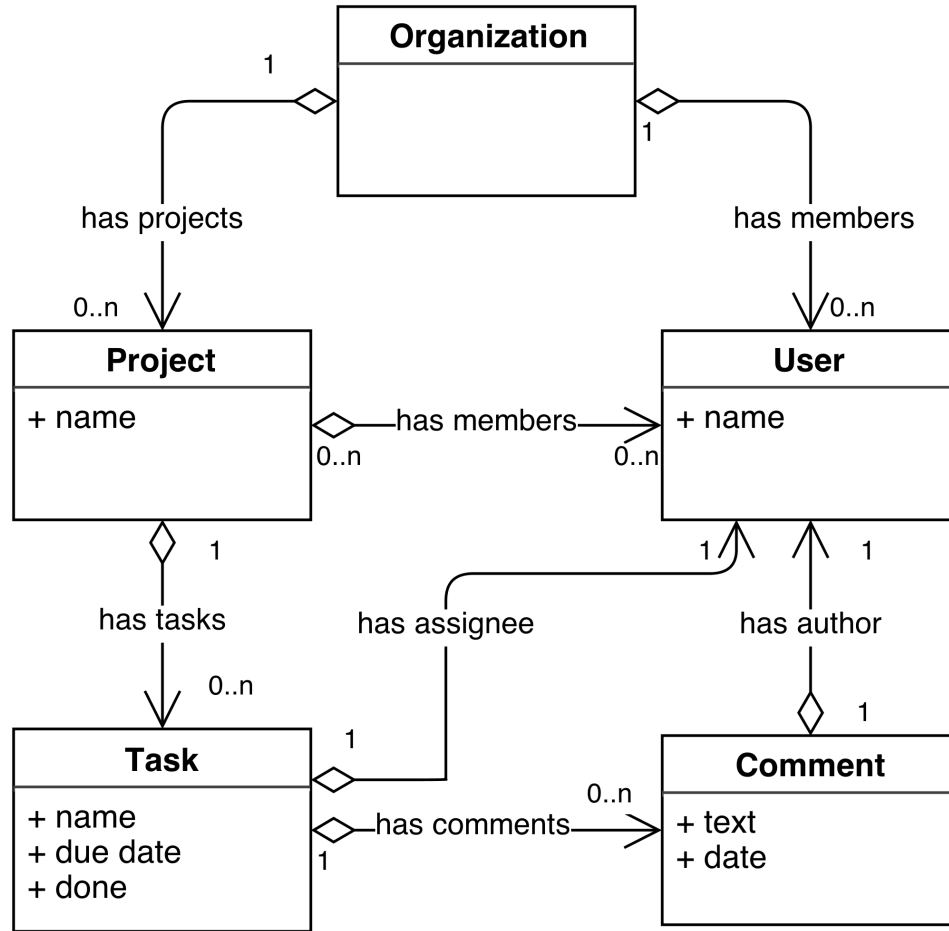 Organization
1
1
has projects
has members
0..n
0..n
Project
User
+ name
has members
+ name
0..n
0..n
1
1
1
has tasks
has assignee
has author
0..n
1
1
Task
Comment
0..n
+ name
+ due date
+ done
has comments
+ text
+ date
1